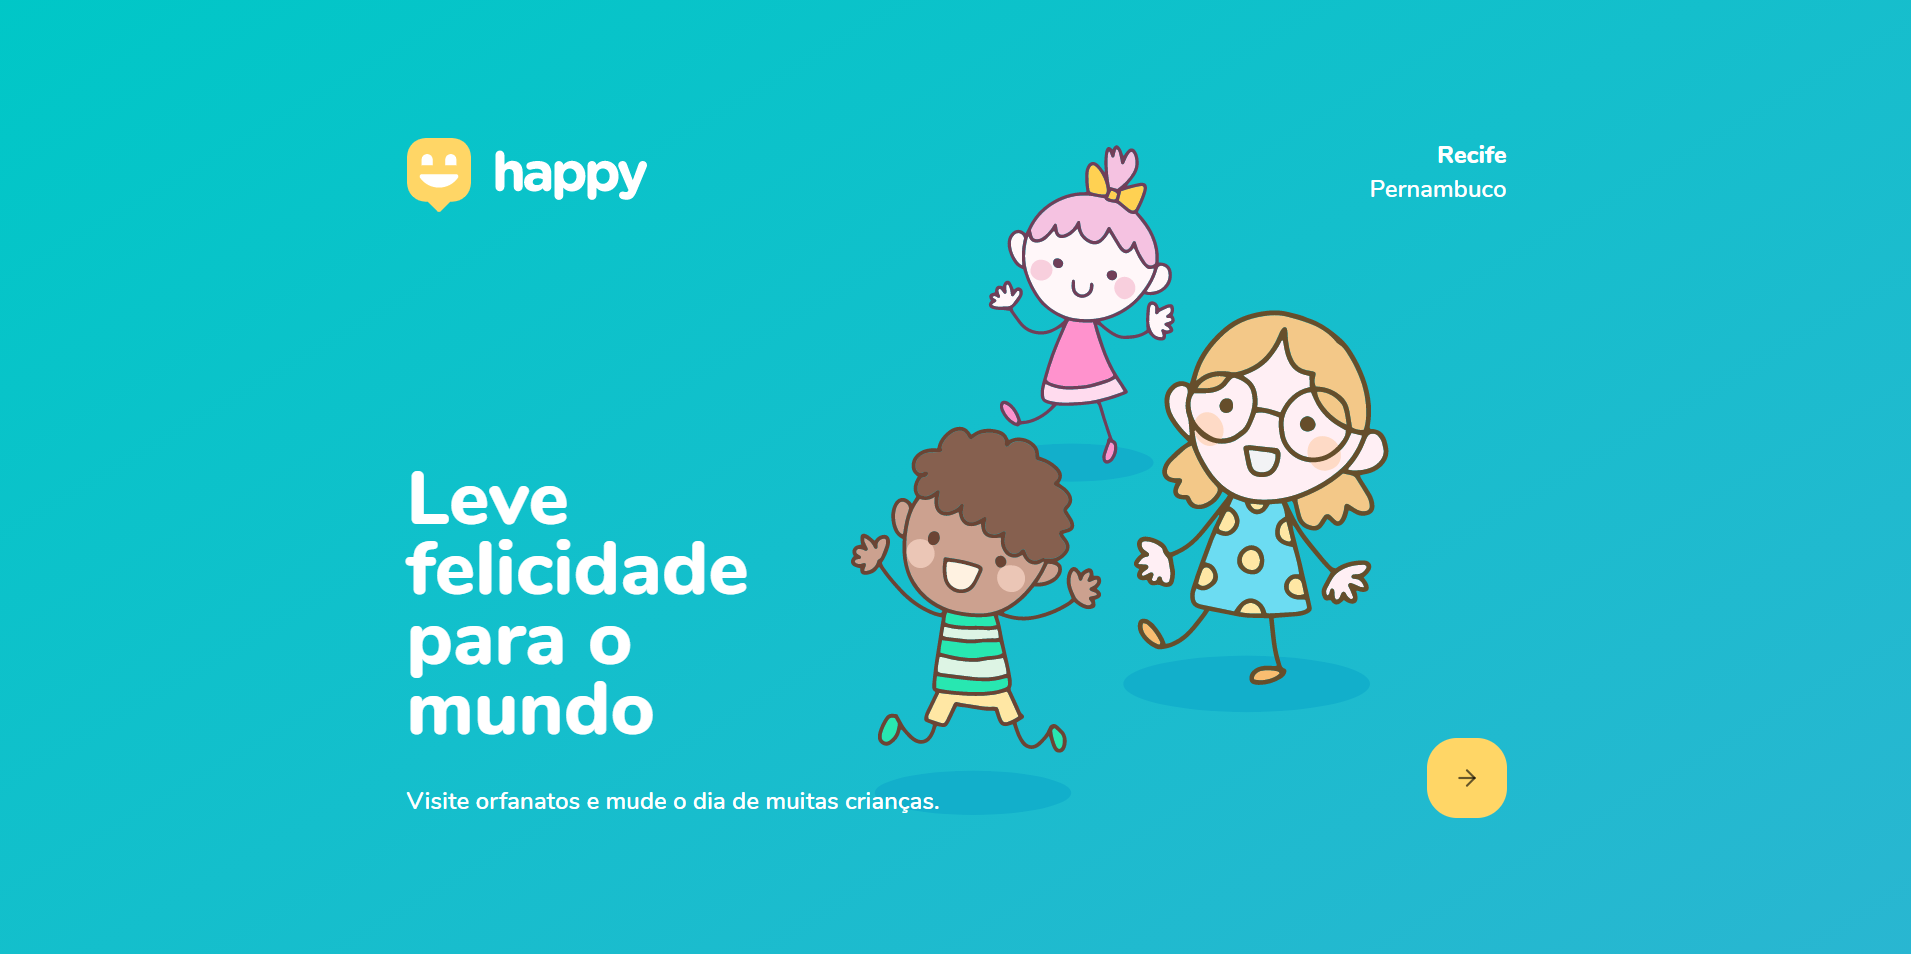 happy
Recife
Pernambuco
Leve
felicidade
para o
mundo
Visite orfanatos e mude o dia de muitas crianças.